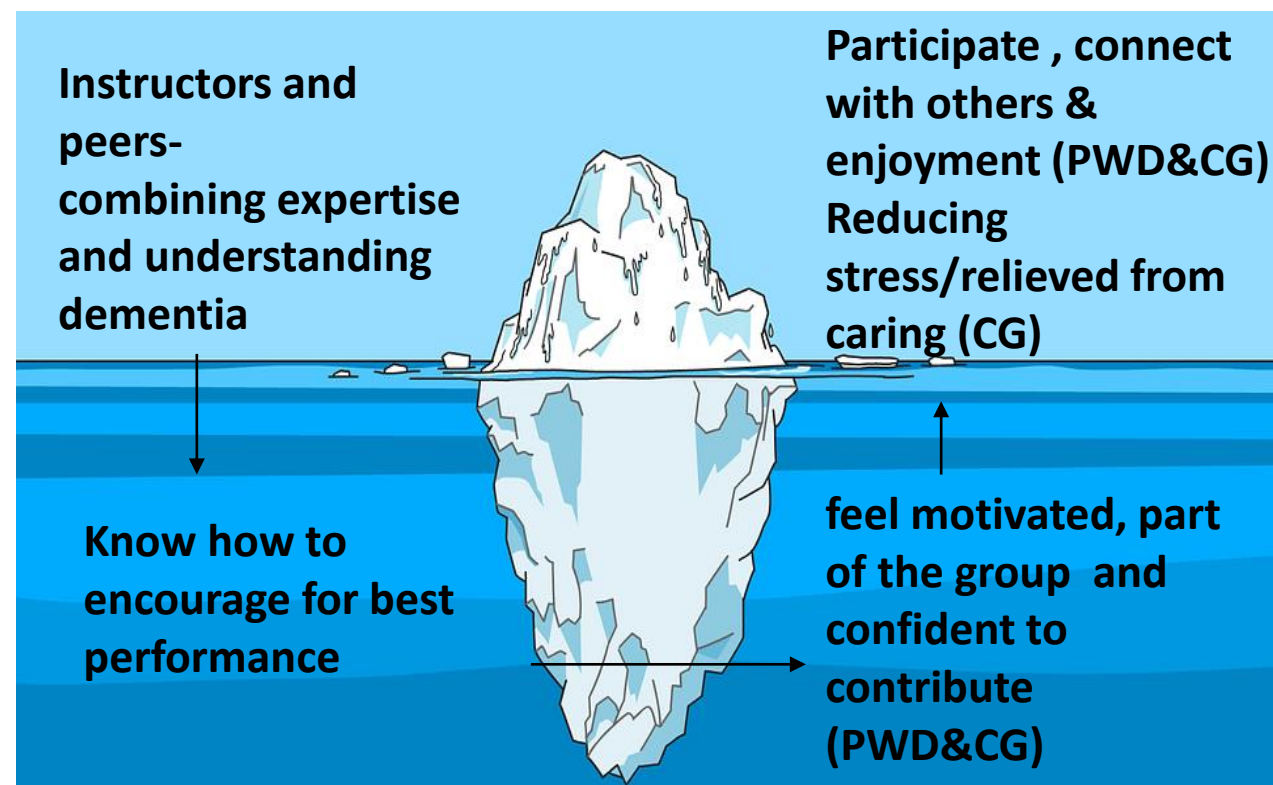 Instructors and
peers-
combining expertise
and understanding
dementia
Know how to
encourage for best
performance
feel motivated, part
of the group and
confident to
contribute
(PWD&CG)
Participate , connect
with others &
enjoyment (PWD&CG)
Reducing
stress/relieved from
caring (CG)